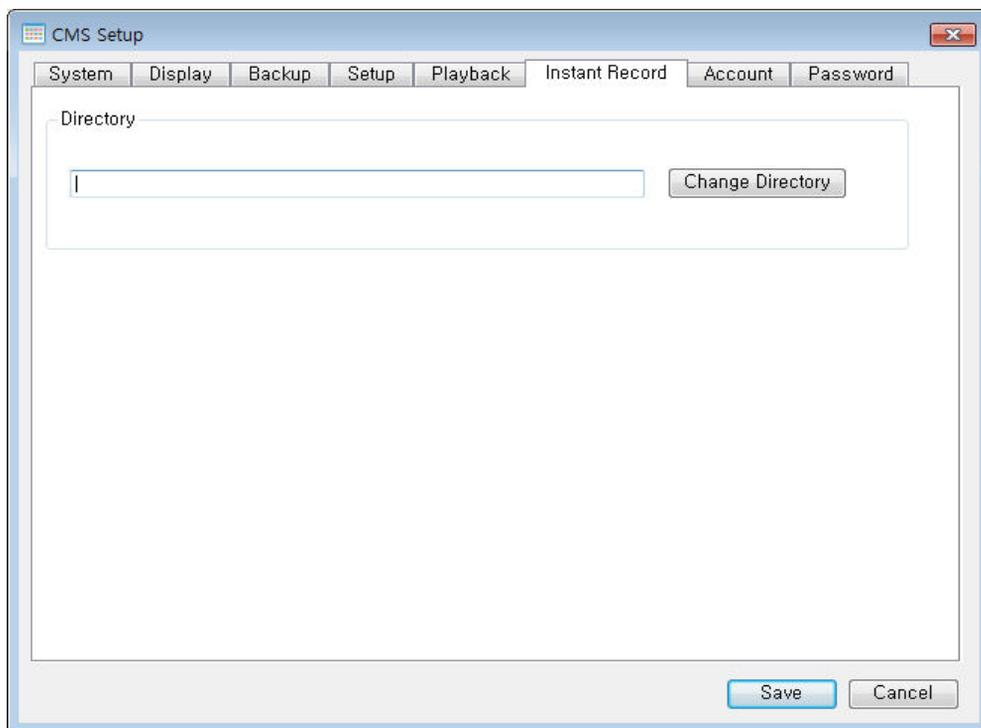 CMS Setup
System Display Backup Setup Playback Instant Record Account Password
Directory
Change Directory
Save Cancel